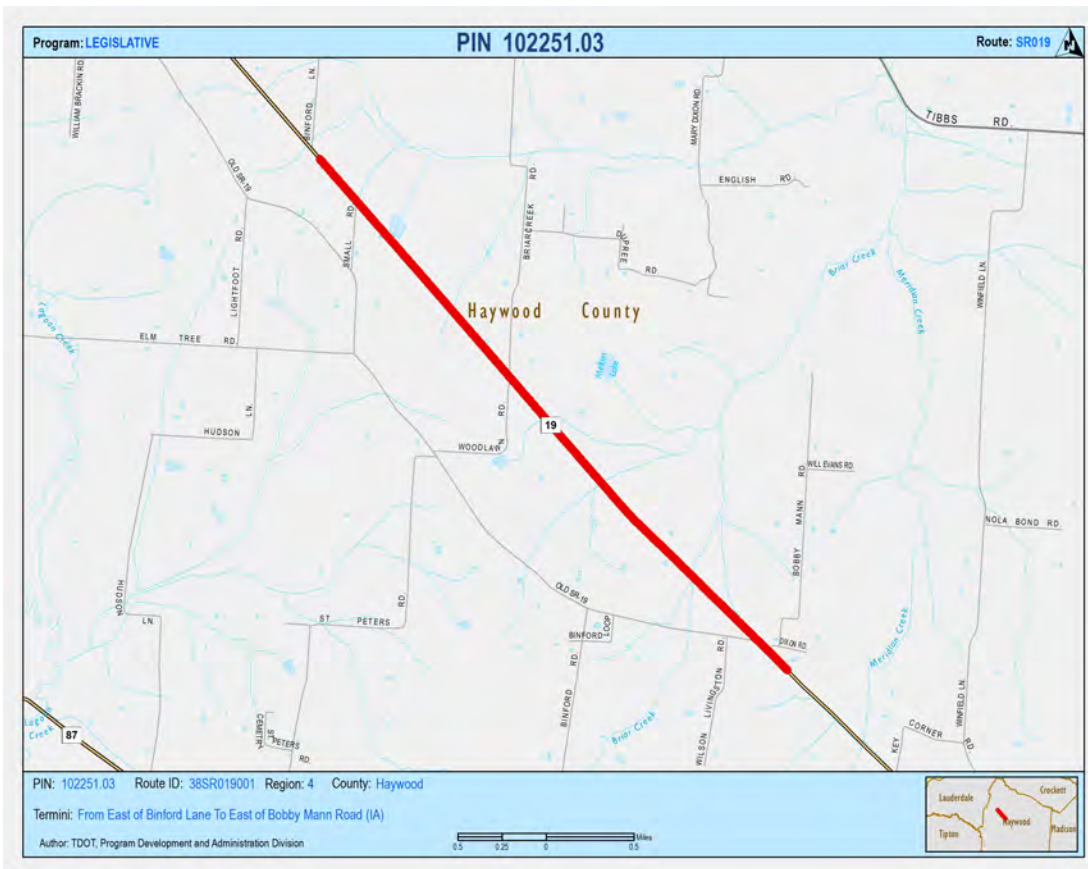 Program: LEGISLATIVE
PIN 102251.03
Route: SR019
N
WILLIAM BRACKIN RD.
BINFORD LN.
MARY DIXON RD.
TIBBS RD.
OLD SR-19
ENGLISH RD.
SMALL RD.
LIGHTFOOT RD.
BRIARCREEK RD.
DUPREE RD
Briar Creek
Meridian Creek
WINFIELD LN.
Haywood County
Lagoon Creek
ELM TREE RD.
HUDSON LN.
WOODLAWN RD.
19
WILL EVANS RD.
BOBBY MANN RD.
NOLA BOND RD.
HUDSON LN.
ST. PETERS RD.
OLD SR-19
BINFORD LOOP
DIXON RD.
BINFORD RD.
WILSON LIVINGSTON RD.
Meridian Creek
Briar Creek
WINFIELD LN.
KEY CORNER RD.
ST. PETERS CEMETRY RD.
Creek
87
PIN: 102251.03 Route ID: 38SR019001 Region: 4 County: Haywood
Termini: From East of Binford Lane To East of Bobby Mann Road (IA)
Author: TDOT, Program Development and Administration Division
Miles
0.5 0.25 0 0.5
Lauderdale
Crockett
Haywood
Tipton
Madison